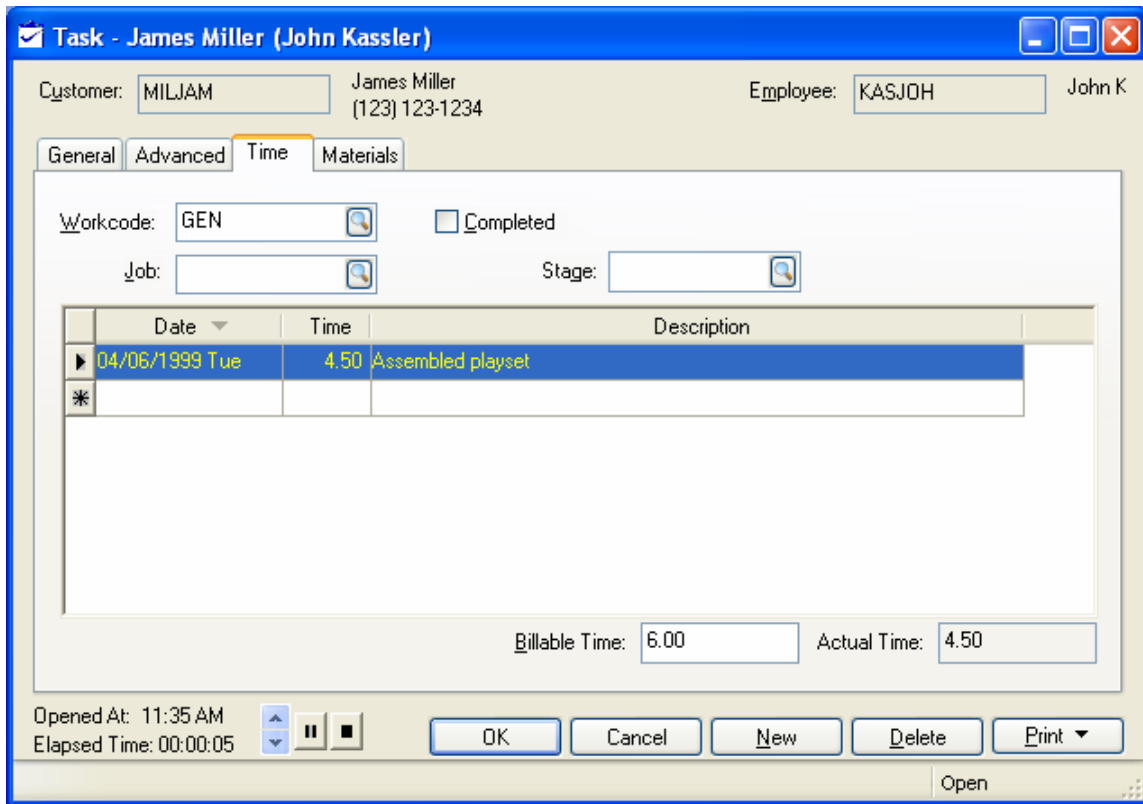 Task - James Miller (John Kassler)
Customer: MILJAM James Miller Employee: KASJOH John K
(123) 123-1234
General Advanced Time Materials
Workcode: GEN Completed
Job: Stage:
Date Time Description
04/06/1999 Tue 4.50 Assembled playset
Billable Time: 6.00 Actual Time: 4.50
Opened At: 11:35 AM
Elapsed Time: 00:00:05
OK Cancel New Delete Print
Open